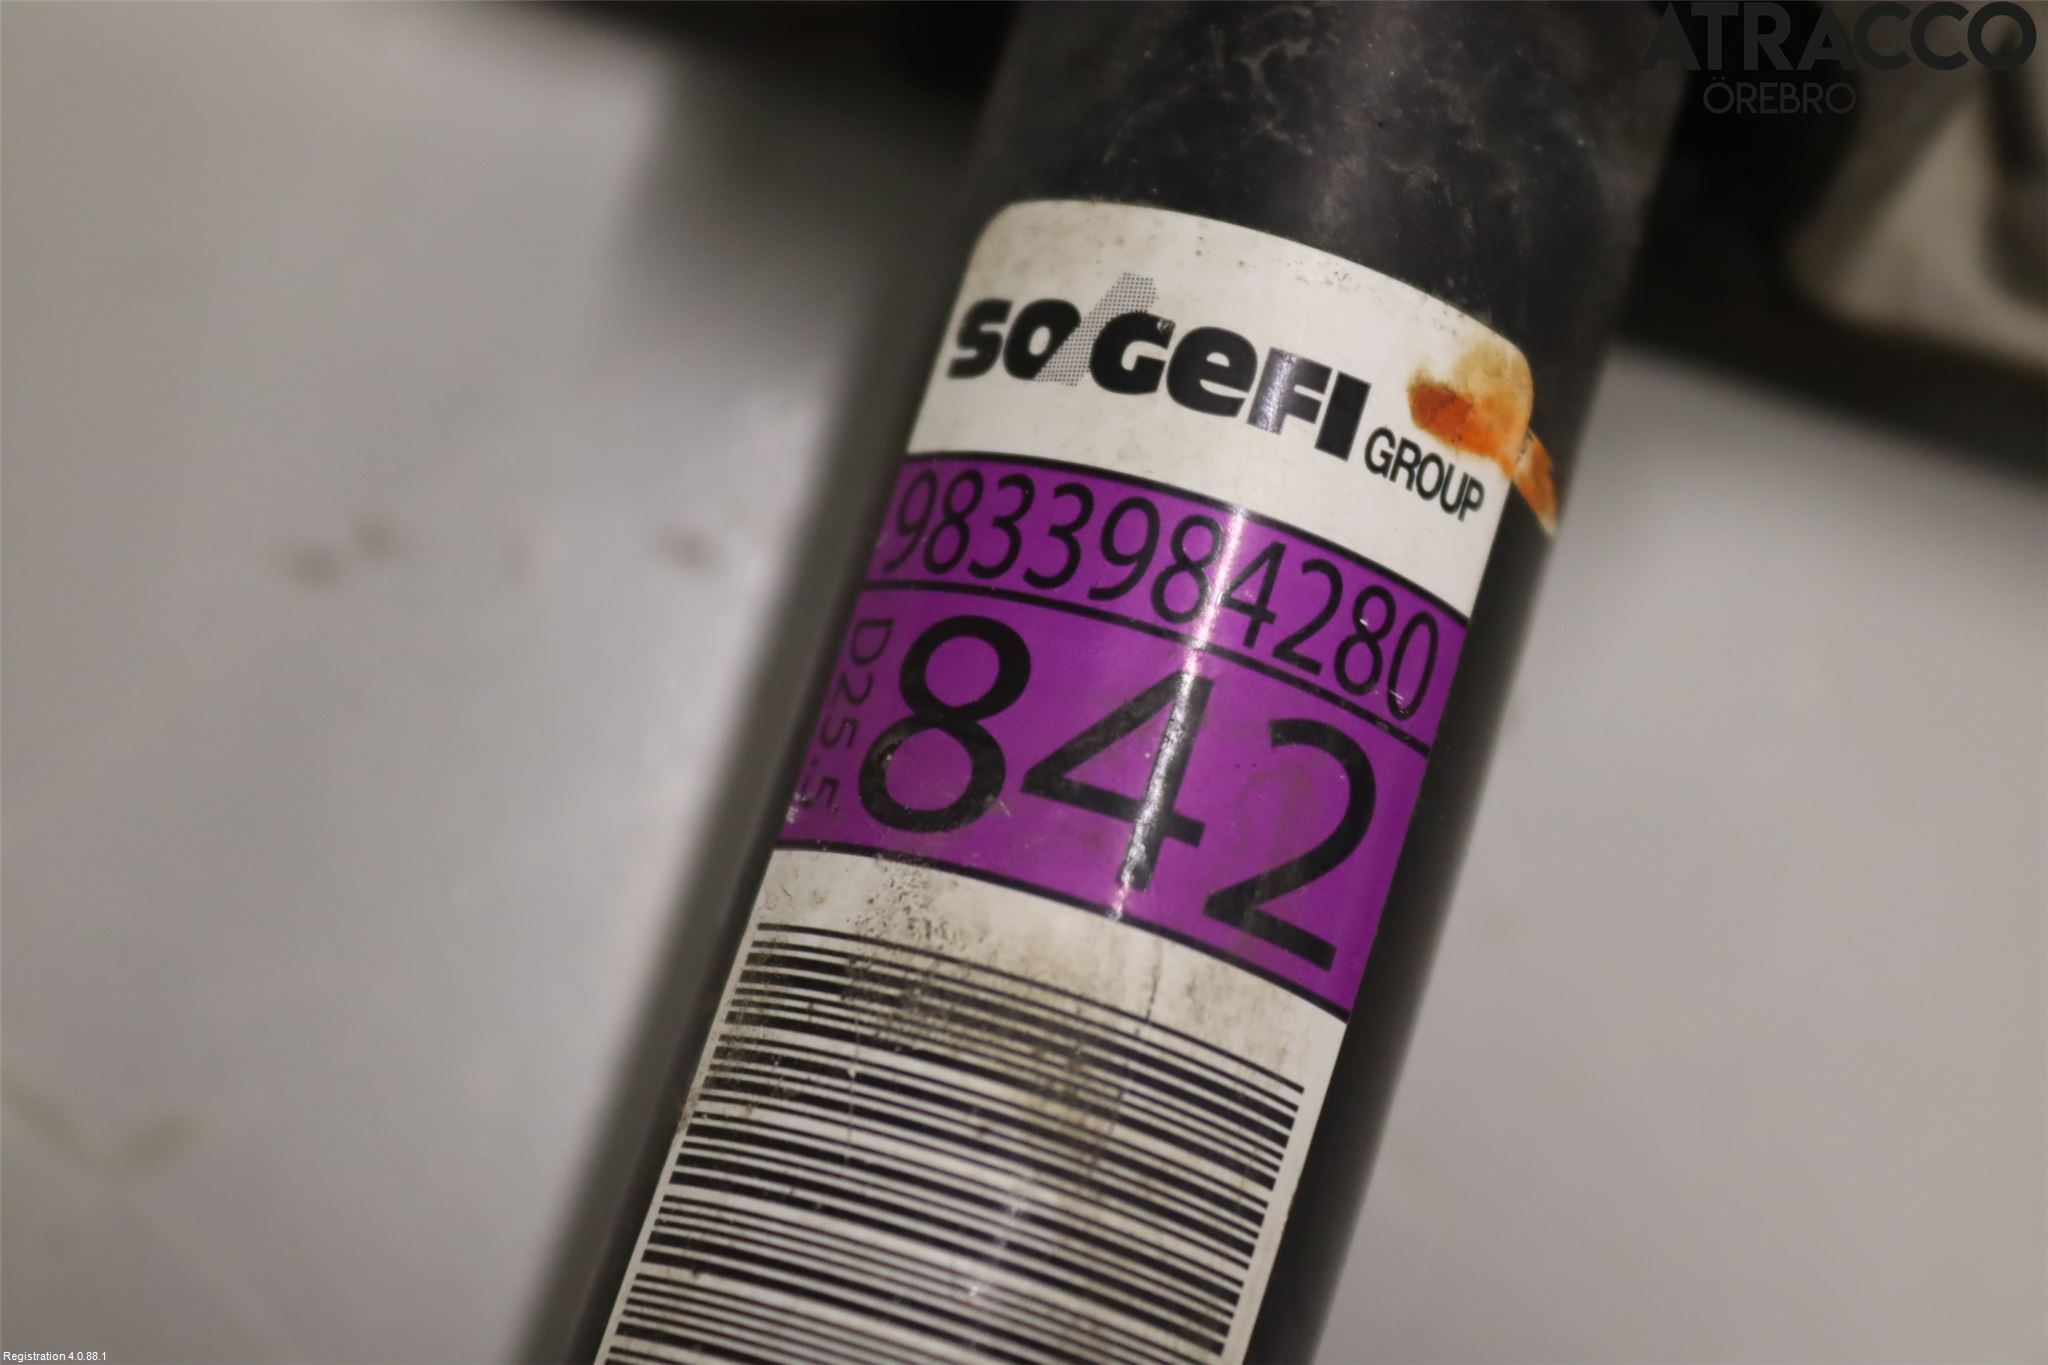 ATRACCO
ÖREBRO
SOGEFI GROUP
9833984280
D25.5
842
Registration 4.0.88.1